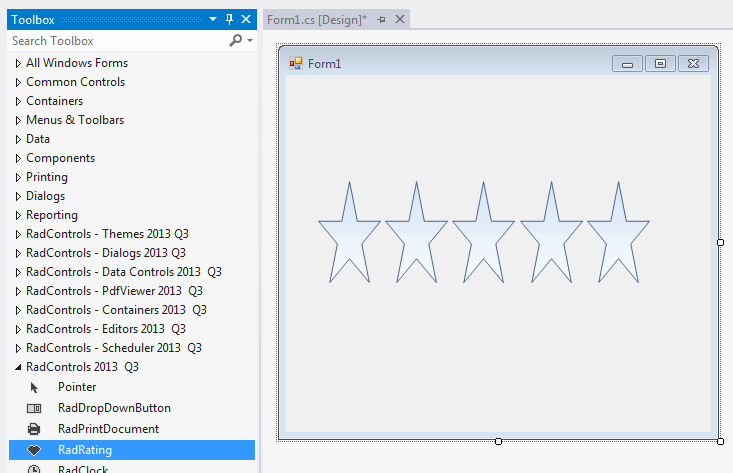 Toolbox
Form1.cs [Design]*
Search Toolbox
Form1
All Windows Forms
Common Controls
Containers
Menus & Toolbars
Data
Components
Printing
Dialogs
Reporting
RadControls - Themes 2013 Q3
RadControls - Dialogs 2013 Q3
RadControls - Data Controls 2013 Q3
RadControls - PdfViewer 2013 Q3
RadControls - Containers 2013 Q3
RadControls - Editors 2013 Q3
RadControls - Scheduler 2013 Q3
RadControls 2013 Q3
Pointer
RadDropDownButton
RadPrintDocument
RadRating
RadClock